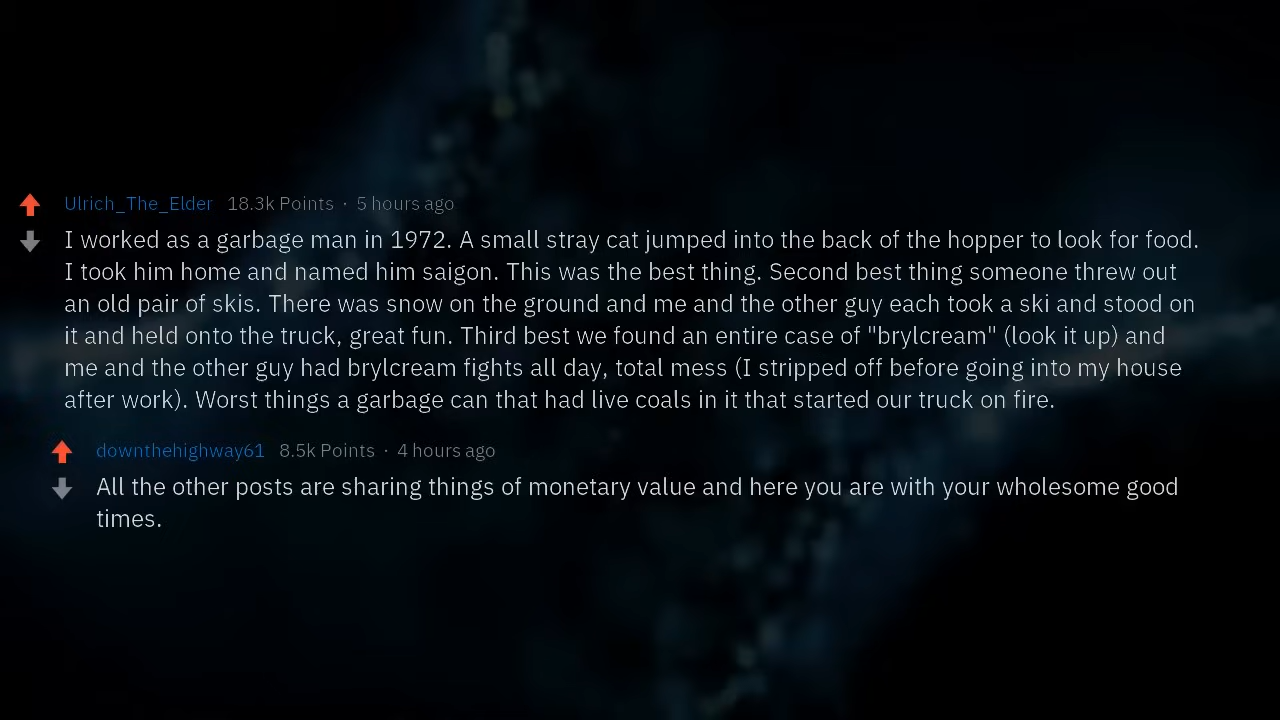 Ulrich_The_Elder 18.3k Points · 5 hours ago
I worked as a garbage man in 1972. A small stray cat jumped into the back of the hopper to look for food.
I took him home and named him saigon. This was the best thing. Second best thing someone threw out
an old pair of skis. There was snow on the ground and me and the other guy each took a ski and stood on
it and held onto the truck, great fun. Third best we found an entire case of "brylcream" (look it up) and
me and the other guy had brylcream fights all day, total mess (I stripped off before going into my house
after work). Worst things a garbage can that had live coals in it that started our truck on fire.
downthehighway61 8.5k Points · 4 hours ago
All the other posts are sharing things of monetary value and here you are with your wholesome good
times.